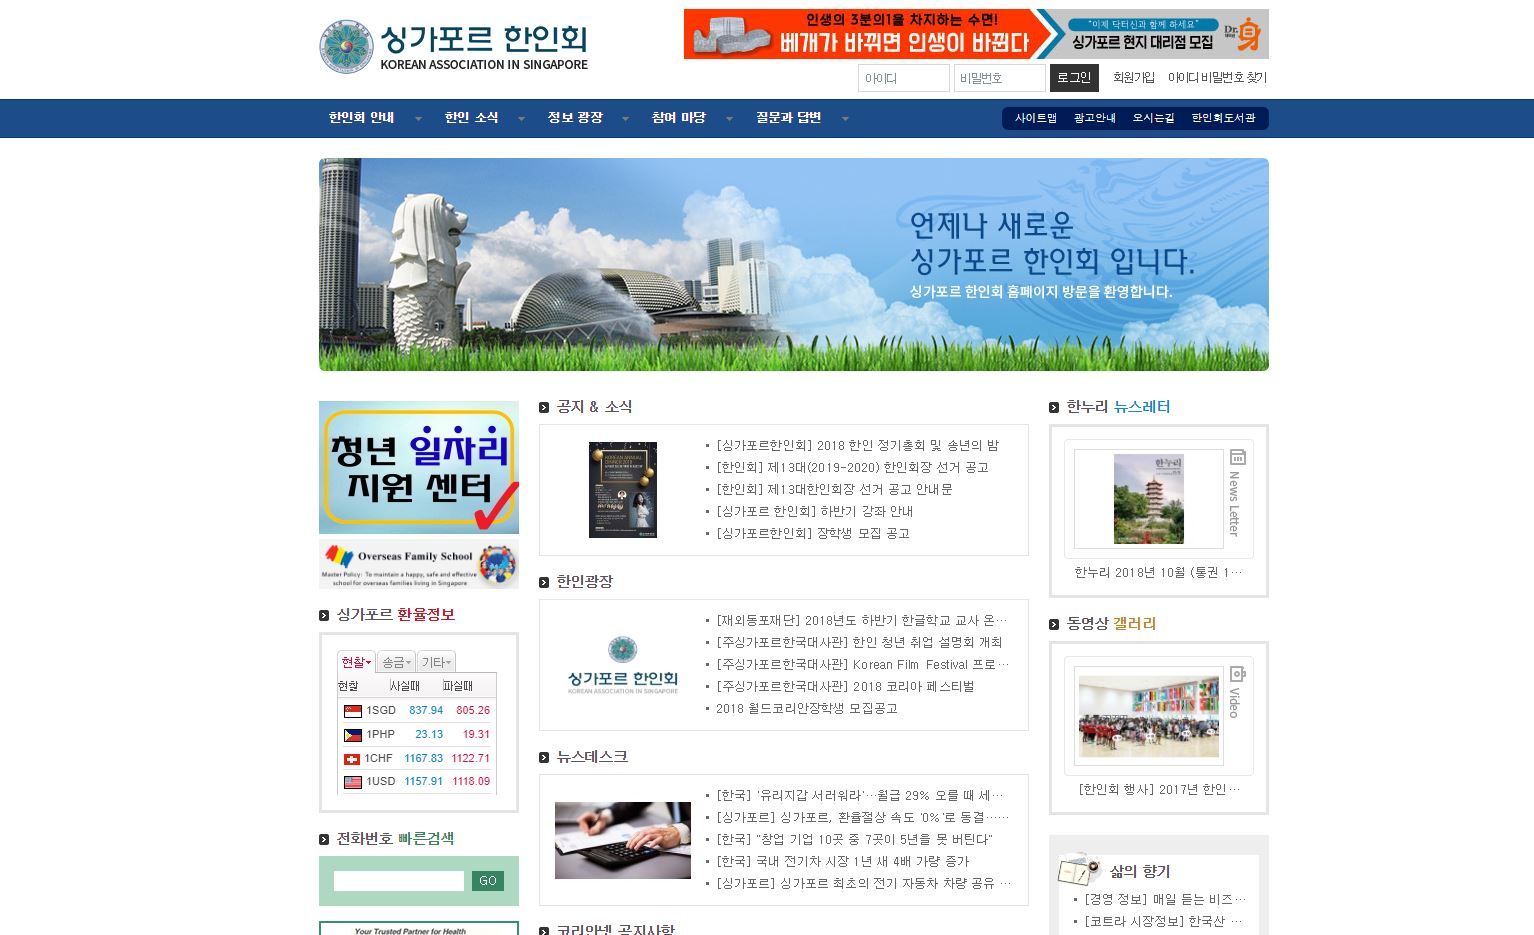 싱가포르 한인회
KOREAN ASSOCIATION IN SINGAPORE
인생의 3분의1을 차지하는 수면!
베개가 바뀌면 인생이 바뀐다
"이제 닥터신과 함께 하세요"
싱가포르 현지 대리점 모집
Dr.
身
아이디
비밀번호
로그인
회원가입
아이디 비밀번호 찾기
한인회 안내
한인 소식
정보 광장
참여 마당
질문과 답변
사이트맵
광고안내
오시는길
한인회도서관
언제나 새로운
싱가포르 한인회 입니다.
싱가포르 한인회 홈페이지 방문을 환영합니다.
청년 일자리
지원 센터
Overseas Family School
Master Policy: To maintain a happy, safe and effective
school for overseas families living in Singapore
싱가포르 환율정보
현찰 송금 기타
현찰 사실때 파실때
1SGD 837.94 805.26
1PHP 23.13 19.31
1CHF 1167.83 1122.71
1USD 1157.91 1118.09
전화번호 빠른검색
GO
Your Trusted Partner for Health
공지 & 소식
KOREAN ANNUAL
DINNER 2018
[싱가포르한인회] 2018 한인 정기총회 및 송년의 밤
[한인회] 제13대(2019-2020) 한인회장 선거 공고
[한인회] 제13대한인회장 선거 공고 안내문
[싱가포르 한인회] 하반기 강좌 안내
[싱가포르한인회] 장학생 모집 공고
한인광장
싱가포르 한인회
KOREAN ASSOCIATION IN SINGAPORE
[재외동포재단] 2018년도 하반기 한글학교 교사 온…
[주싱가포르한국대사관] 한인 청년 취업 설명회 개최
[주싱가포르한국대사관] Korean Film Festival 프로…
[주싱가포르한국대사관] 2018 코리아 페스티벌
2018 월드코리안장학생 모집공고
뉴스데스크
[한국] '유리지갑 서러워라'…월급 29% 오를 때 세…
[싱가포르] 싱가포르, 환율절상 속도 '0%'로 동결……
[한국] "창업 기업 10곳 중 7곳이 5년을 못 버틴다"
[한국] 국내 전기차 시장 1년 새 4배 가량 증가
[싱가포르] 싱가포르 최초의 전기 자동차 차량 공유 …
코리안넷 공지사항
한누리 뉴스레터
한누리
News Letter
한누리 2018년 10월 (통권 1…
동영상 갤러리
Video
[한인회 행사] 2017년 한인…
삶의 향기
[경영 정보] 매일 듣는 비즈…
[코트라 시장정보] 한국산 …